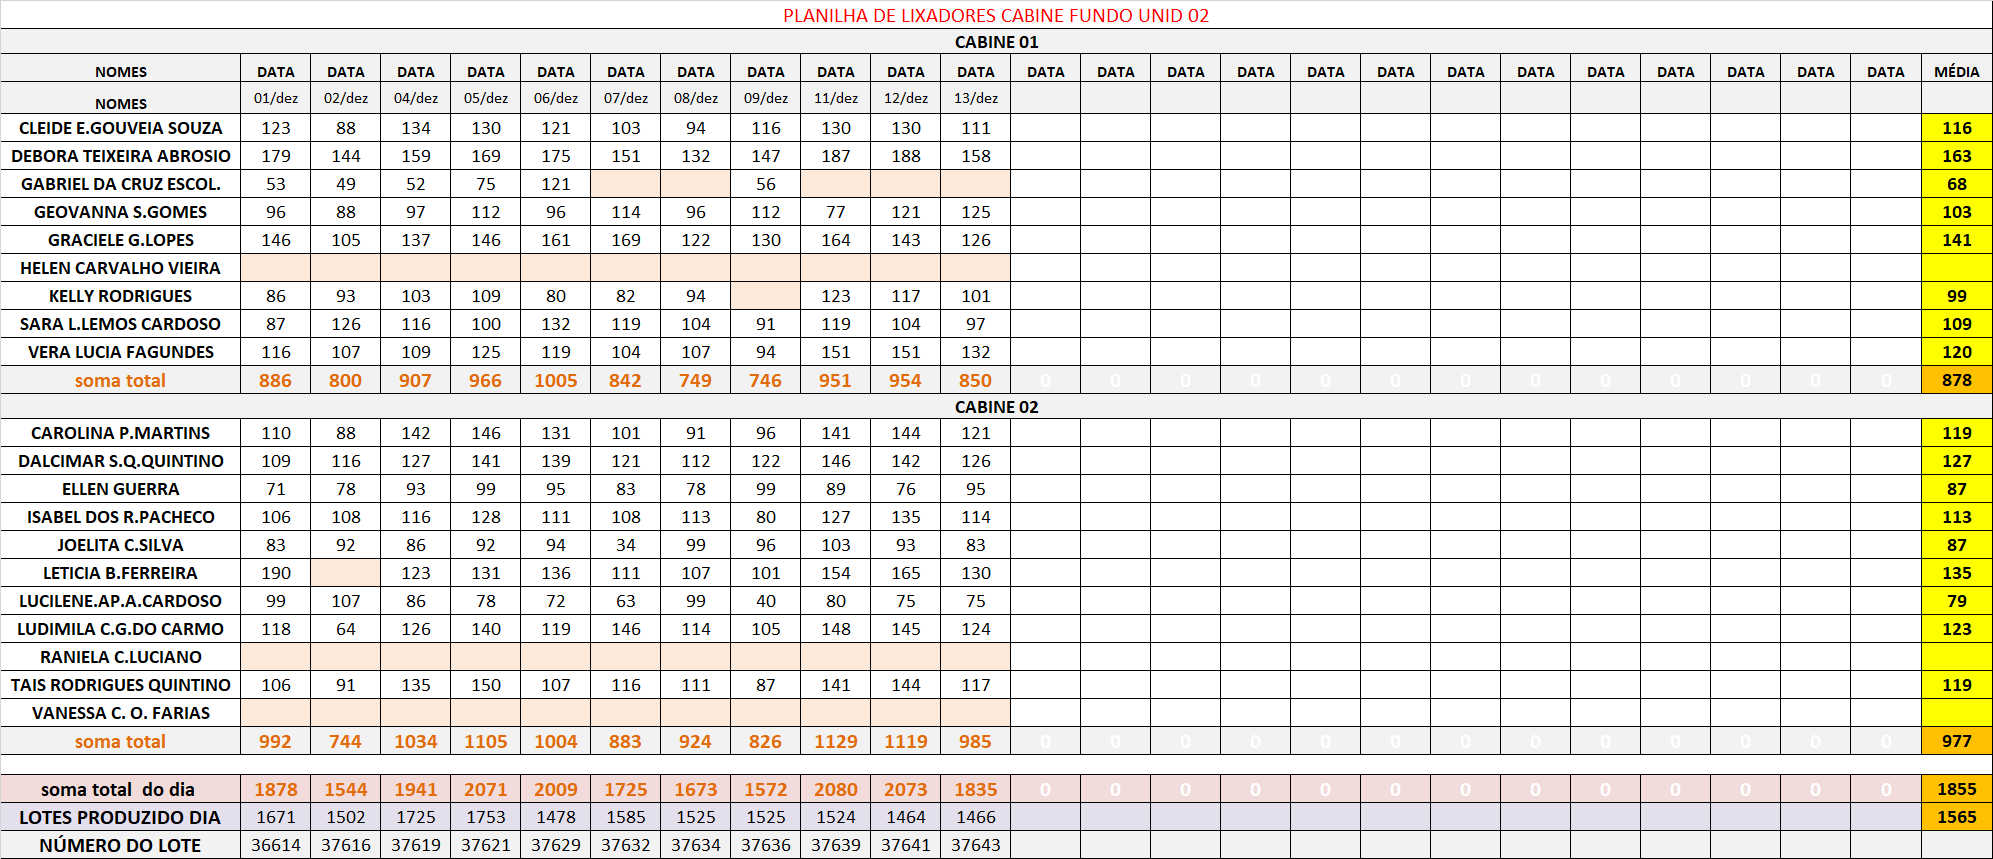 PLANILHA DE LIXADORES CABINE FUNDO UNID 02
CABINE 01
NOMES DATA DATA DATA DATA DATA DATA DATA DATA DATA DATA DATA DATA DATA DATA DATA DATA DATA DATA DATA DATA DATA DATA DATA DATA MÉDIA
NOMES 01/dez 02/dez 04/dez 05/dez 06/dez 07/dez 08/dez 09/dez 11/dez 12/dez 13/dez
CLEIDE E.GOUVEIA SOUZA 123 88 134 130 121 103 94 116 130 130 111 116
DEBORA TEIXEIRA ABROSIO 179 144 159 169 175 151 132 147 187 188 158 163
GABRIEL DA CRUZ ESCOL. 53 49 52 75 121 56 68
GEOVANNA S.GOMES 96 88 97 112 96 114 96 112 77 121 125 103
GRACIELE G.LOPES 146 105 137 146 161 169 122 130 164 143 126 141
HELEN CARVALHO VIEIRA
KELLY RODRIGUES 86 93 103 109 80 82 94 123 117 101 99
SARA L.LEMOS CARDOSO 87 126 116 100 132 119 104 91 119 104 97 109
VERA LUCIA FAGUNDES 116 107 109 125 119 104 107 94 151 151 132 120
soma total 886 800 907 966 1005 842 749 746 951 954 850 0 0 0 0 0 0 0 0 0 0 0 0 0 878
CABINE 02
CAROLINA P.MARTINS 110 88 142 146 131 101 91 96 141 144 121 119
DALCIMAR S.Q.QUINTINO 109 116 127 141 139 121 112 122 146 142 126 127
ELLEN GUERRA 71 78 93 99 95 83 78 99 89 76 95 87
ISABEL DOS R.PACHECO 106 108 116 128 111 108 113 80 127 135 114 113
JOELITA C.SILVA 83 92 86 92 94 34 99 96 103 93 83 87
LETICIA B.FERREIRA 190 123 131 136 111 107 101 154 165 130 135
LUCILENE.AP.A.CARDOSO 99 107 86 78 72 63 99 40 80 75 75 79
LUDIMILA C.G.DO CARMO 118 64 126 140 119 146 114 105 148 145 124 123
RANIELA C.LUCIANO
TAIS RODRIGUES QUINTINO 106 91 135 150 107 116 111 87 141 144 117 119
VANESSA C. O. FARIAS
soma total 992 744 1034 1105 1004 883 924 826 1129 1119 985 0 0 0 0 0 0 0 0 0 0 0 0 0 977
soma total do dia 1878 1544 1941 2071 2009 1725 1673 1572 2080 2073 1835 0 0 0 0 0 0 0 0 0 0 0 0 0 1855
LOTES PRODUZIDO DIA 1671 1502 1725 1753 1478 1585 1525 1525 1524 1464 1466 1565
NÚMERO DO LOTE 36614 37616 37619 37621 37629 37632 37634 37636 37639 37641 37643